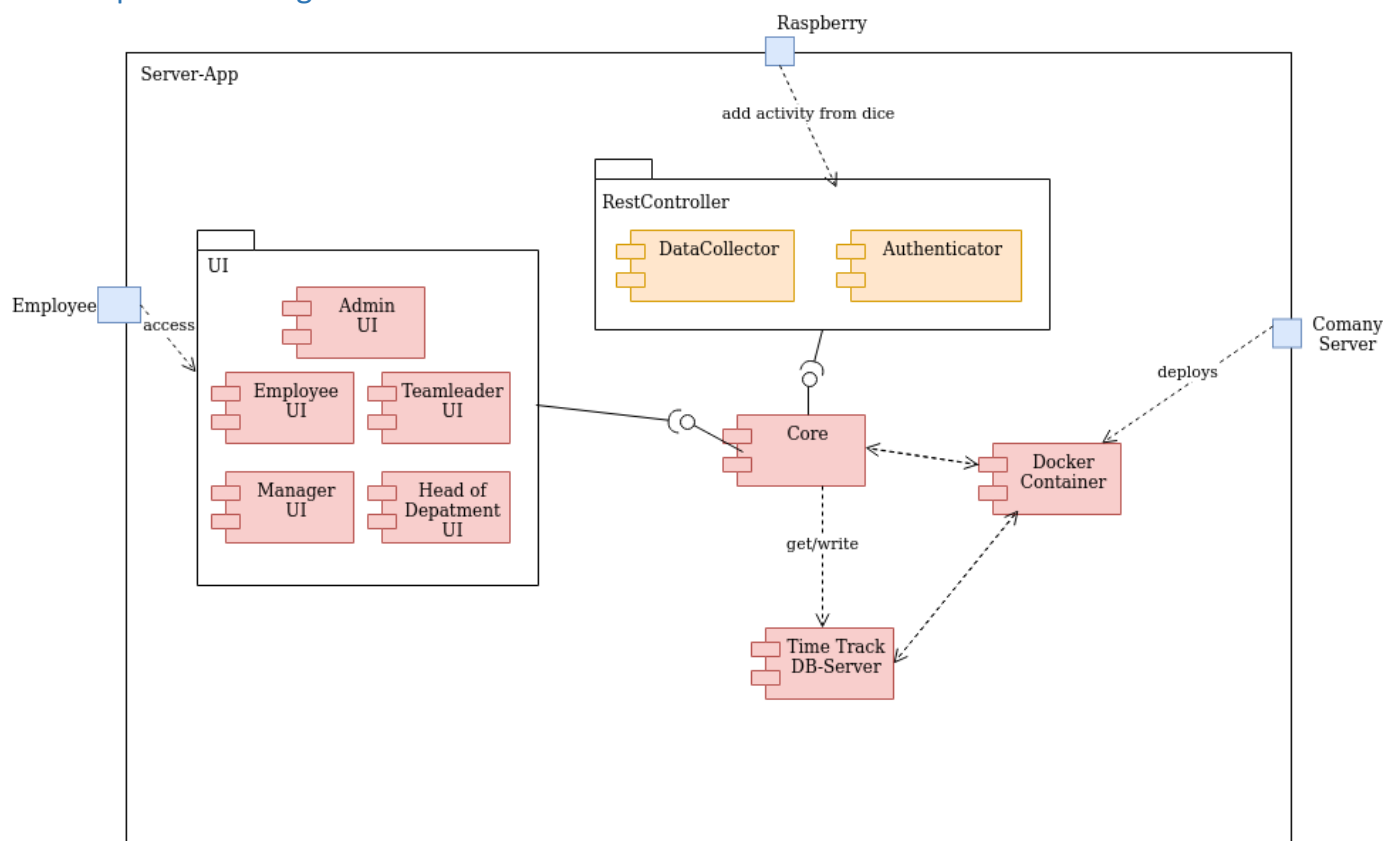 Raspberry
Server-App
add activity from dice
RestController
DataCollector
Authenticator
UI
Employee
access
Admin
UI
Employee
UI
Teamleader
UI
Manager
UI
Head of
Depatment
UI
Core
Comany
Server
deploys
Docker
Container
get/write
Time Track
DB-Server